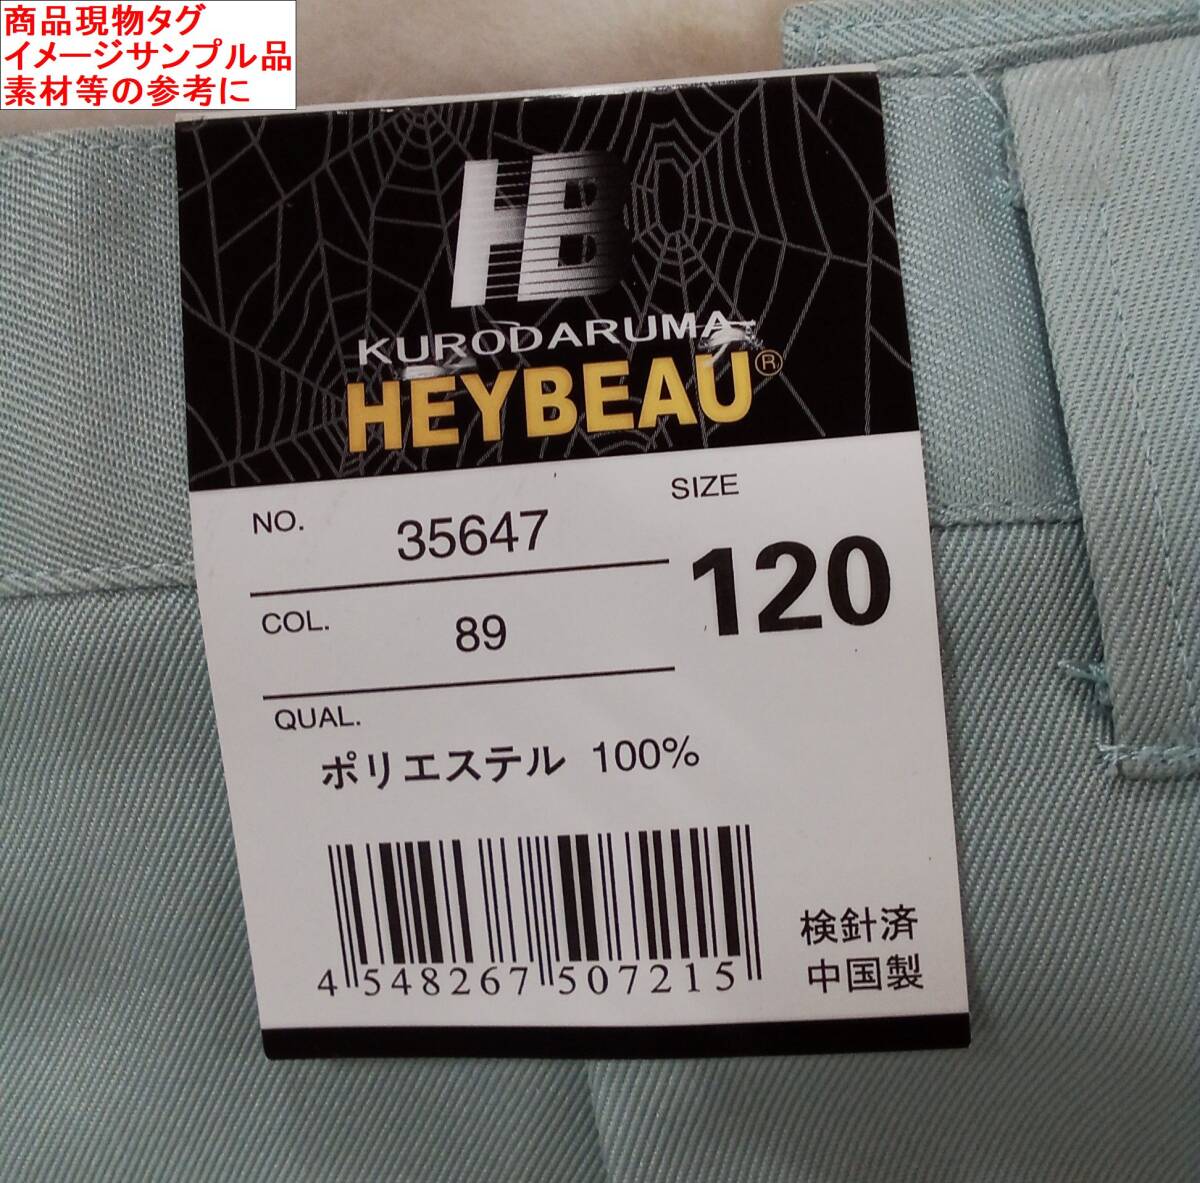 商品現物タグ
イメージサンプル品
素材等の参考に
HB
KURODARUMA
HEYBEAU®
NO. 35647
SIZE
120
COL. 89
QUAL.
ポリエステル 100%
4 548267 507215
検針済
中国製